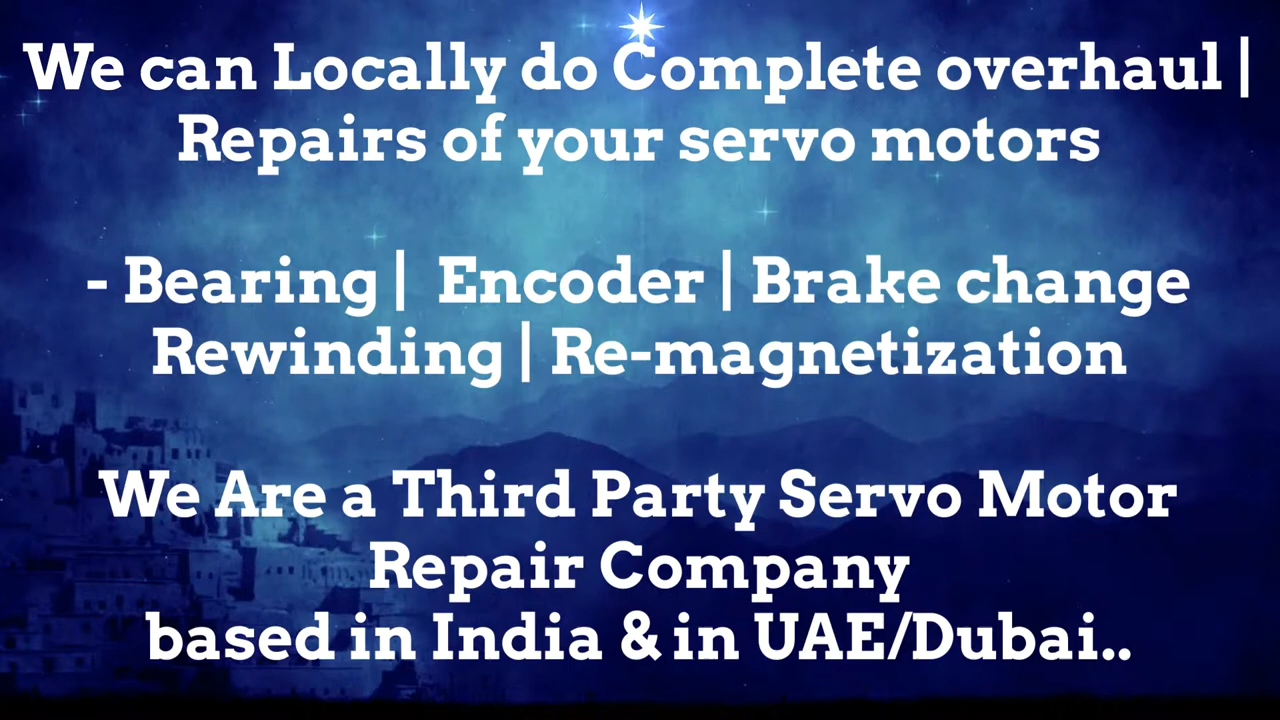 We can Locally do Complete overhaul |
Repairs of your servo motors
- Bearing | Encoder | Brake change
Rewinding | Re-magnetization
We Are a Third Party Servo Motor
Repair Company
based in India & in UAE/Dubai..